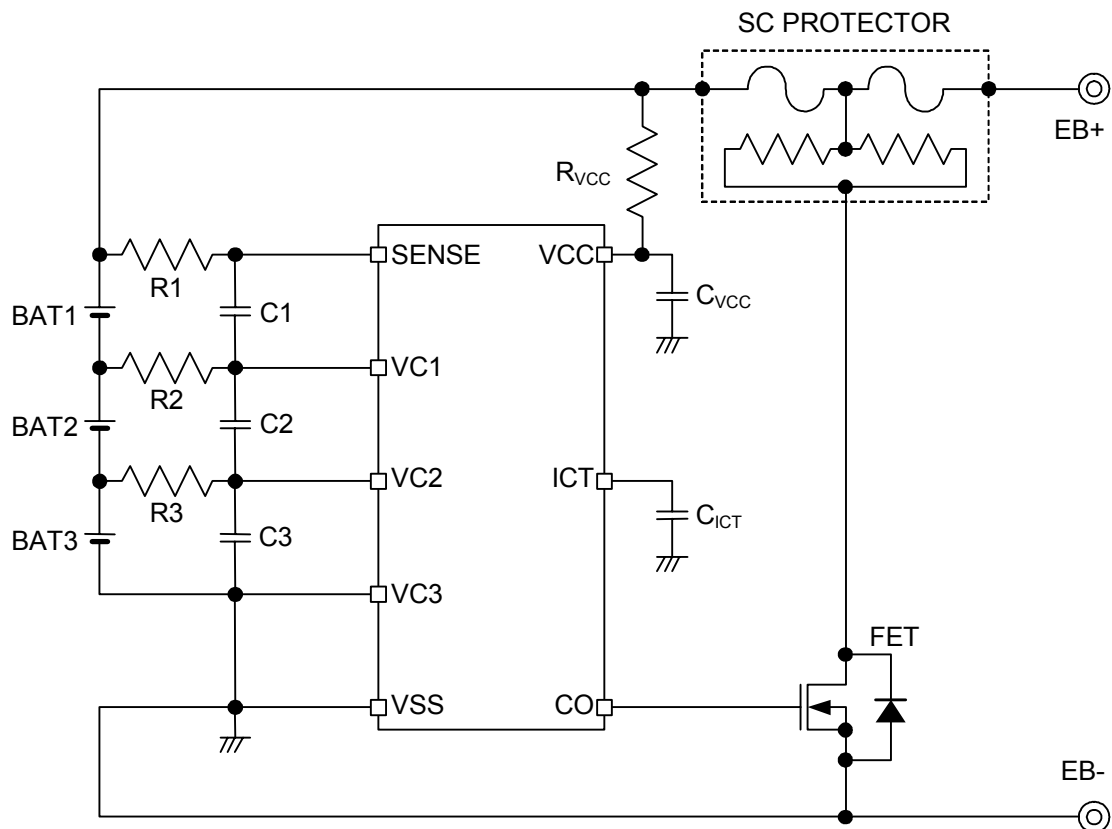 SC PROTECTOR
EB+
RVCC
SENSE
VCC
R1
CVCC
BAT1
C1
VC1
R2
BAT2
C2
VC2
ICT
R3
CICT
BAT3
C3
VC3
FET
VSS
CO
EB-